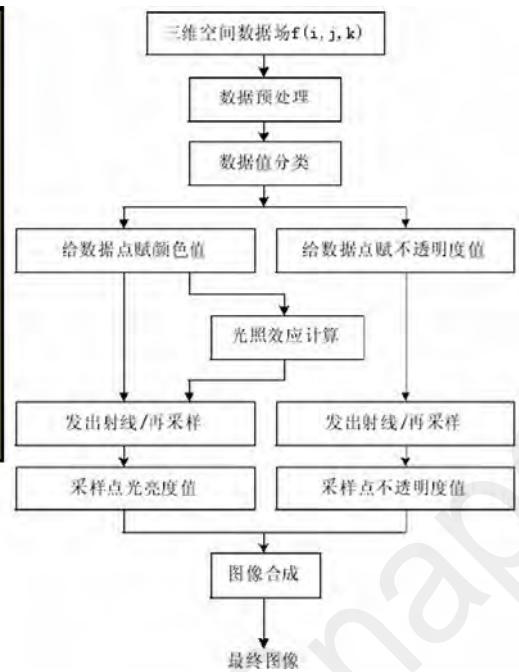 三维空间数据场f(i,j,k)
数据预处理
数据值分类
给数据点赋颜色值
给数据点赋不透明度值
光照效应计算
发出射线/再采样
发出射线/再采样
采样点光亮度值
采样点不透明度值
图像合成
最终图像